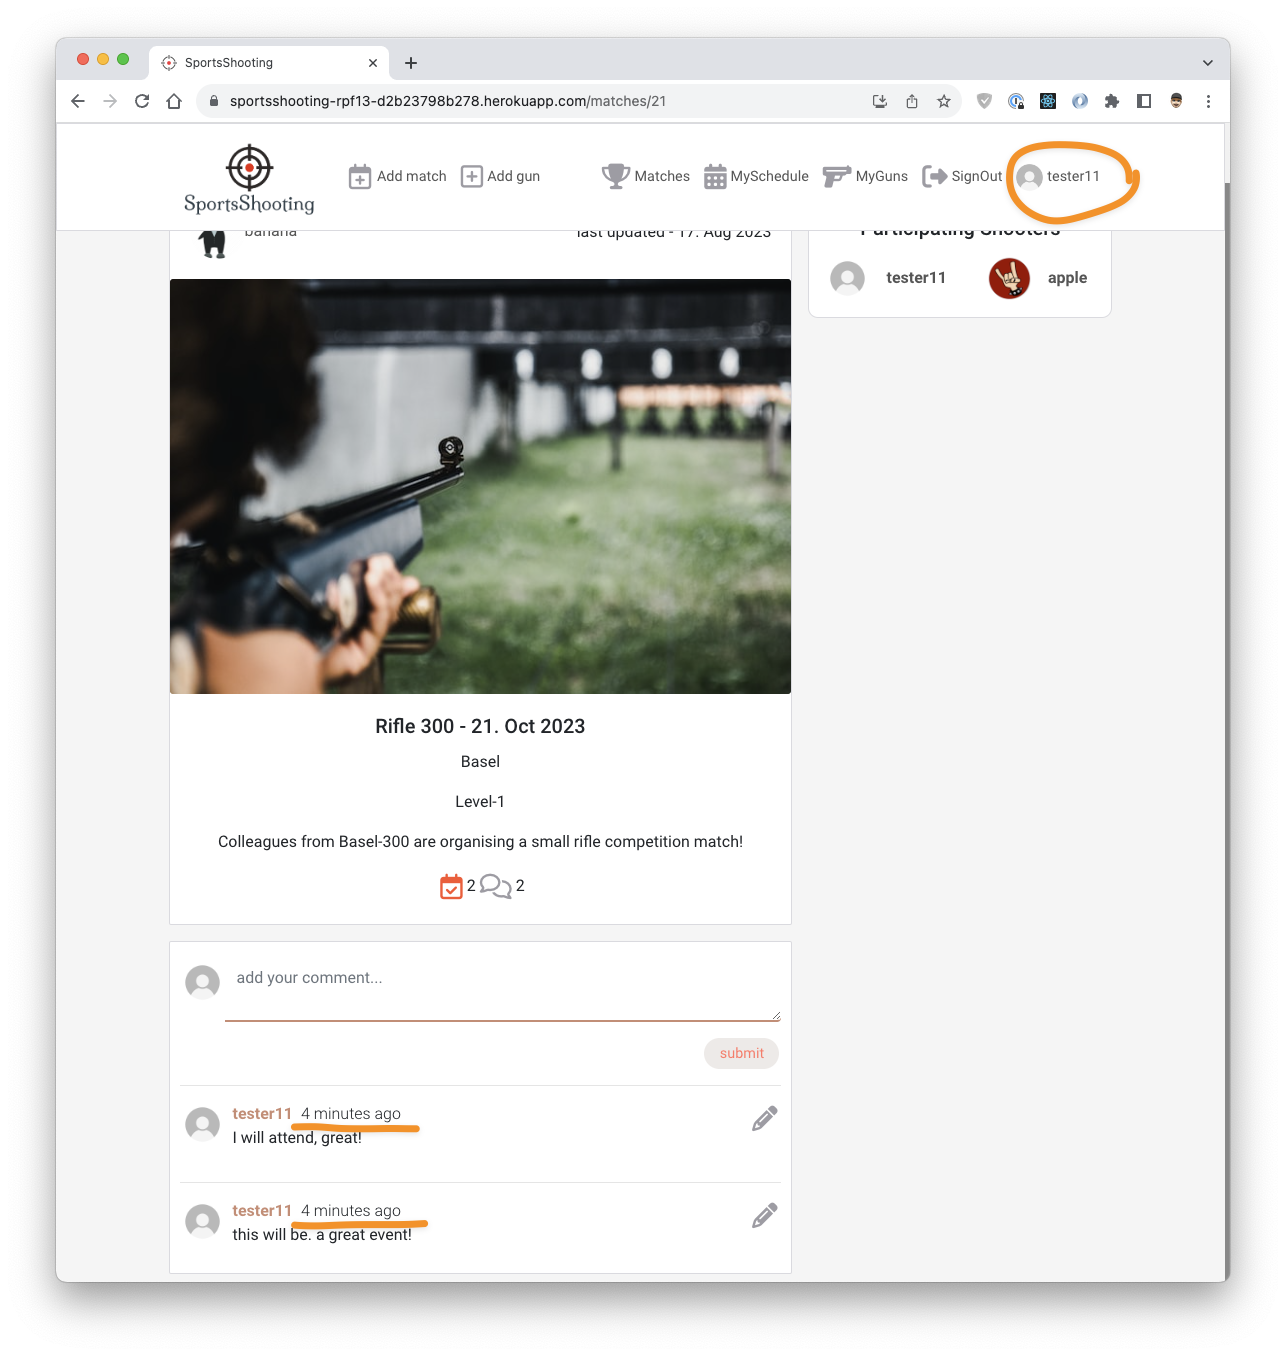 SportsShooting
sportsshooting-rpf13-d2b23798b278.herokuapp.com/matches/21
SportsShooting
Add match
Add gun
Matches
MySchedule
MyGuns
SignOut
tester11
banana
last updated - 17. Aug 2023
Participating Shooters
tester11
apple
Rifle 300 - 21. Oct 2023
Basel
Level-1
Colleagues from Basel-300 are organising a small rifle competition match!
2 2
add your comment...
submit
tester11 4 minutes ago
I will attend, great!
tester11 4 minutes ago
this will be. a great event!